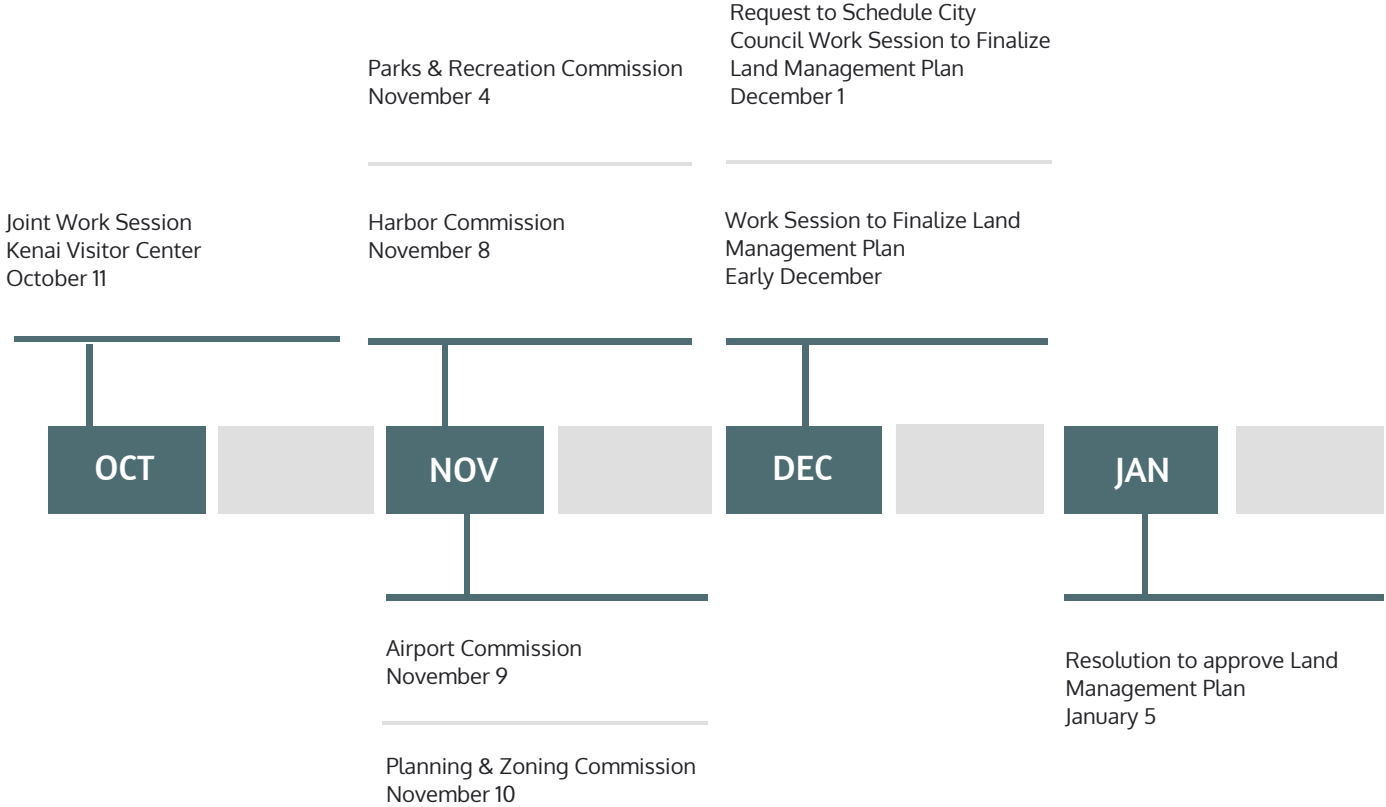 Request to Schedule City
Council Work Session to Finalize
Land Management Plan
December 1
Parks & Recreation Commission
November 4
Joint Work Session
Kenai Visitor Center
October 11
Harbor Commission
November 8
Work Session to Finalize Land
Management Plan
Early December
OCT
NOV
DEC
JAN
Airport Commission
November 9
Planning & Zoning Commission
November 10
Resolution to approve Land
Management Plan
January 5